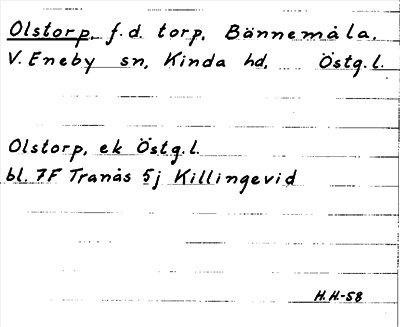 Olstorp, f.d. torp, Bännemåla,
V. Eneby sn, Kinda hd, Östg.l.
Olstorp, ek Östg.l.
bl. 7F Tranås 5j Killingevid
H.H-58